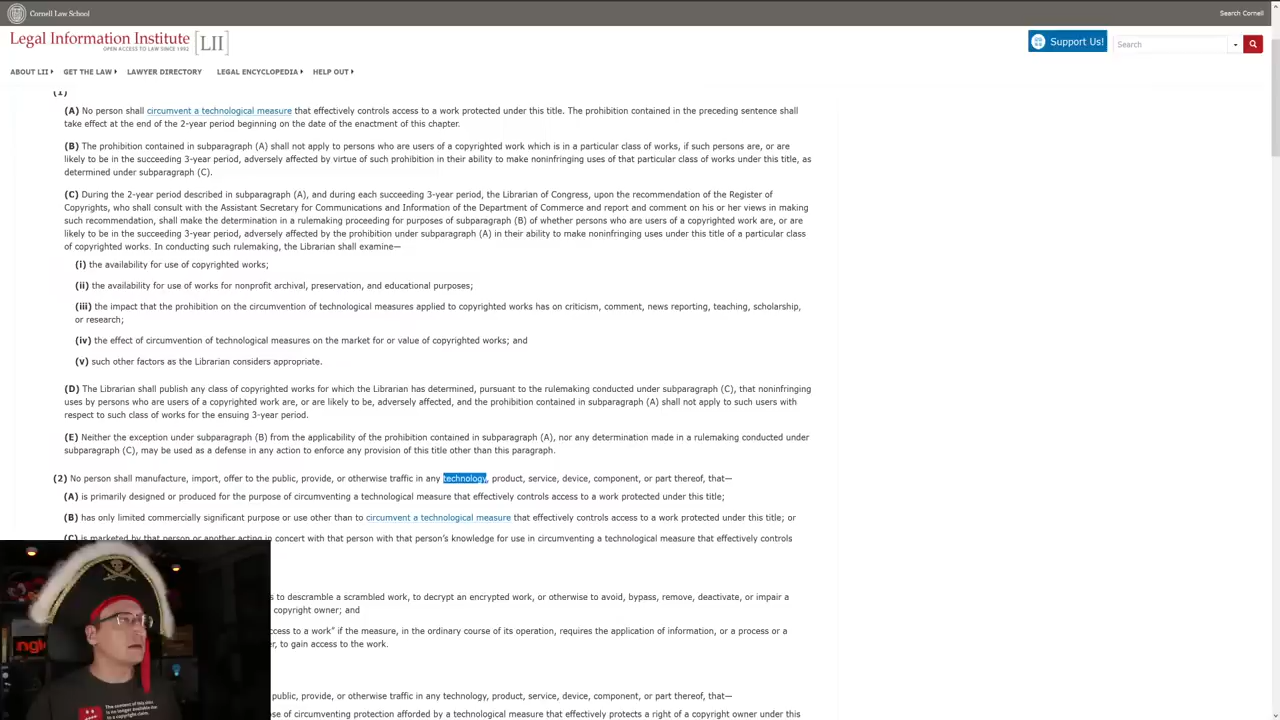 Cornell Law School
Search Cornell
Legal Information Institute [LII]
OPEN ACCESS TO LAW SINCE 1992
Support Us!
Search
ABOUT LII
GET THE LAW
LAWYER DIRECTORY
LEGAL ENCYCLOPEDIA
HELP OUT
(1)
(A) No person shall circumvent a technological measure that effectively controls access to a work protected under this title. The prohibition contained in the preceding sentence shall
take effect at the end of the 2-year period beginning on the date of the enactment of this chapter.
(B) The prohibition contained in subparagraph (A) shall not apply to persons who are users of a copyrighted work which is in a particular class of works, if such persons are, or are
likely to be in the succeeding 3-year period, adversely affected by virtue of such prohibition in their ability to make noninfringing uses of that particular class of works under this title, as
determined under subparagraph (C).
(C) During the 2-year period described in subparagraph (A), and during each succeeding 3-year period, the Librarian of Congress, upon the recommendation of the Register of
Copyrights, who shall consult with the Assistant Secretary for Communications and Information of the Department of Commerce and report and comment on his or her views in making
such recommendation, shall make the determination in a rulemaking proceeding for purposes of subparagraph (B) of whether persons who are users of a copyrighted work are, or are
likely to be in the succeeding 3-year period, adversely affected by the prohibition under subparagraph (A) in their ability to make noninfringing uses under this title of a particular class
of copyrighted works. In conducting such rulemaking, the Librarian shall examine—
(i) the availability for use of copyrighted works;
(ii) the availability for use of works for nonprofit archival, preservation, and educational purposes;
(iii) the impact that the prohibition on the circumvention of technological measures applied to copyrighted works has on criticism, comment, news reporting, teaching, scholarship,
or research;
(iv) the effect of circumvention of technological measures on the market for or value of copyrighted works; and
(v) such other factors as the Librarian considers appropriate.
(D) The Librarian shall publish any class of copyrighted works for which the Librarian has determined, pursuant to the rulemaking conducted under subparagraph (C), that noninfringing
uses by persons who are users of a copyrighted work are, or are likely to be, adversely affected, and the prohibition contained in subparagraph (A) shall not apply to such users with
respect to such class of works for the ensuing 3-year period.
(E) Neither the exception under subparagraph (B) from the applicability of the prohibition contained in subparagraph (A), nor any determination made in a rulemaking conducted under
subparagraph (C), may be used as a defense in any action to enforce any provision of this title other than this paragraph.
(2) No person shall manufacture, import, offer to the public, provide, or otherwise traffic in any technology, product, service, device, component, or part thereof, that—
(A) is primarily designed or produced for the purpose of circumventing a technological measure that effectively controls access to a work protected under this title;
(B) has only limited commercially significant purpose or use other than to circumvent a technological measure that effectively controls access to a work protected under this title; or
(C) is marketed by that person or another acting in concert with that person with that person's knowledge for use in circumventing a technological measure that effectively controls
s to descramble a scrambled work, to decrypt an encrypted work, or otherwise to avoid, bypass, remove, deactivate, or impair a
copyright owner; and
ccess to a work" if the measure, in the ordinary course of its operation, requires the application of information, or a process or a
r, to gain access to the work.
public, provide, or otherwise traffic in any technology, product, service, device, component, or part thereof, that—
ose of circumventing protection afforded by a technological measure that effectively protects a right of a copyright owner under this